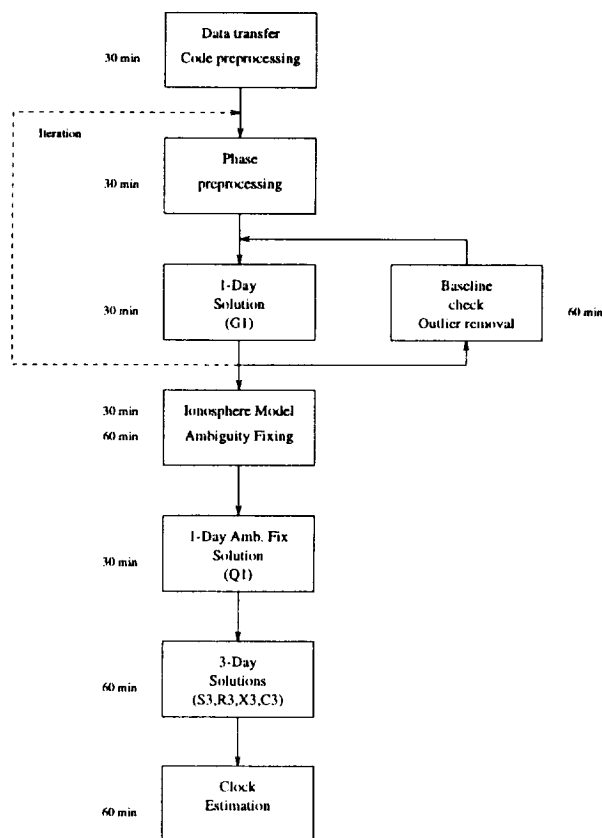 Data transfer
Code preprocessing
30 min
Iteration
Phase
preprocessing
30 min
1-Day
Solution
(G1)
30 min
Baseline
check
Outlier removal
60 min
30 min
Ionosphere Model
60 min
Ambiguity Fixing
1-Day Amb. Fix
Solution
(Q1)
30 min
3-Day
Solutions
(S3,R3,X3,C3)
60 min
Clock
Estimation
60 min